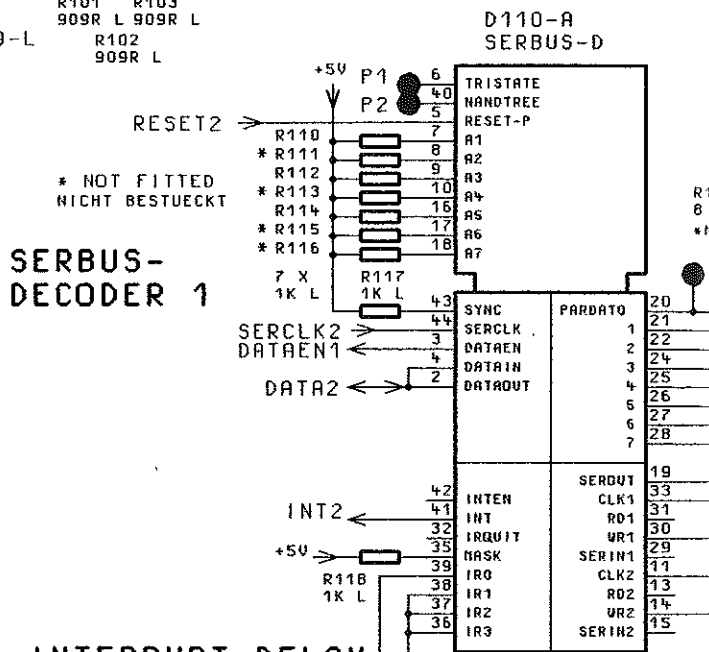 R101 R103
909R L 909R L
9-L R102
909R L
D110-A
SERBUS-D
+5V P1 6 TRISTATE
P2 40 NANDTREE
RESET2 5 RESET-P
R110 7 A1
* R111 8 A2
R112 9 A3
* R113 10 A4
R114 16 A5
* R115 17 A6
* R116 18 A7
* NOT FITTED
NICHT BESTUECKT
7 X
1K L
R117
1K L
SERBUS-
DECODER 1
43 SYNC PARDAT0 20
SERCLK2 44 SERCLK 1 21
DATAEN1 3 DATAEN 2 22
4 DATAIN 3 24
DATA2 2 DATAOUT 4 25
5 26
6 27
7 28
SEROUT 19
42 INTEN CLK1 33
INT2 41 INT RD1 31
32 IRQUIT WR1 30
+5V 35 MASK SERIN1 29
R118
1K L
39 IR0 CLK2 11
38 IR1 RD2 13
37 IR2 WR2 14
36 IR3 SERIN2 15
R1
8